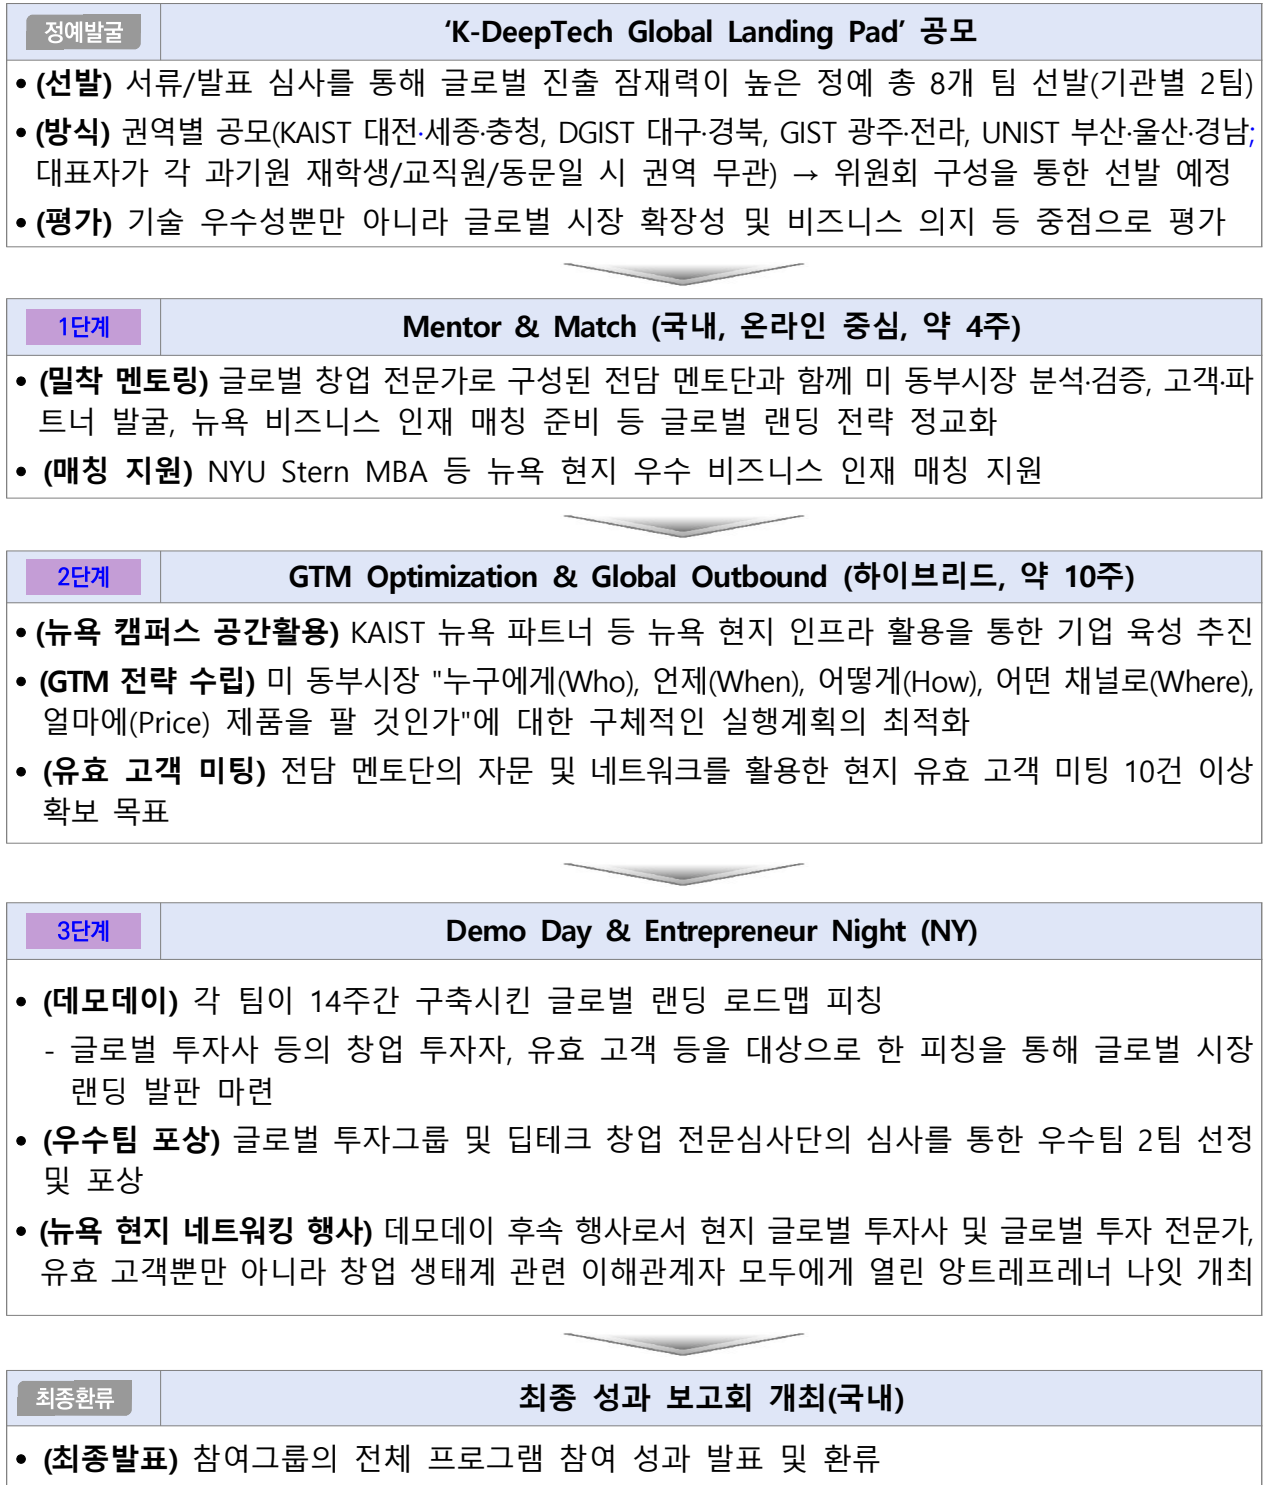 정예발굴
‘K-DeepTech Global Landing Pad’ 공모
• (선발) 서류/발표 심사를 통해 글로벌 진출 잠재력이 높은 정예 총 8개 팀 선발(기관별 2팀)
• (방식) 권역별 공모(KAIST 대전·세종·충청, DGIST 대구·경북, GIST 광주·전라, UNIST 부산·울산·경남;
대표자가 각 과기원 재학생/교직원/동문일 시 권역 무관) → 위원회 구성을 통한 선발 예정
• (평가) 기술 우수성뿐만 아니라 글로벌 시장 확장성 및 비즈니스 의지 등 중점으로 평가
1단계
Mentor & Match (국내, 온라인 중심, 약 4주)
• (밀착 멘토링) 글로벌 창업 전문가로 구성된 전담 멘토단과 함께 미 동부시장 분석·검증, 고객·파
트너 발굴, 뉴욕 비즈니스 인재 매칭 준비 등 글로벌 랜딩 전략 정교화
• (매칭 지원) NYU Stern MBA 등 뉴욕 현지 우수 비즈니스 인재 매칭 지원
2단계
GTM Optimization & Global Outbound (하이브리드, 약 10주)
• (뉴욕 캠퍼스 공간활용) KAIST 뉴욕 파트너 등 뉴욕 현지 인프라 활용을 통한 기업 육성 추진
• (GTM 전략 수립) 미 동부시장 "누구에게(Who), 언제(When), 어떻게(How), 어떤 채널로(Where),
얼마에(Price) 제품을 팔 것인가"에 대한 구체적인 실행계획의 최적화
• (유효 고객 미팅) 전담 멘토단의 자문 및 네트워크를 활용한 현지 유효 고객 미팅 10건 이상
확보 목표
3단계
Demo Day & Entrepreneur Night (NY)
• (데모데이) 각 팀이 14주간 구축시킨 글로벌 랜딩 로드맵 피칭
- 글로벌 투자사 등의 창업 투자자, 유효 고객 등을 대상으로 한 피칭을 통해 글로벌 시장
랜딩 발판 마련
• (우수팀 포상) 글로벌 투자그룹 및 딥테크 창업 전문심사단의 심사를 통한 우수팀 2팀 선정
및 포상
• (뉴욕 현지 네트워킹 행사) 데모데이 후속 행사로서 현지 글로벌 투자사 및 글로벌 투자 전문가,
유효 고객뿐만 아니라 창업 생태계 관련 이해관계자 모두에게 열린 앙트레프레너 나잇 개최
최종환류
최종 성과 보고회 개최(국내)
• (최종발표) 참여그룹의 전체 프로그램 참여 성과 발표 및 환류